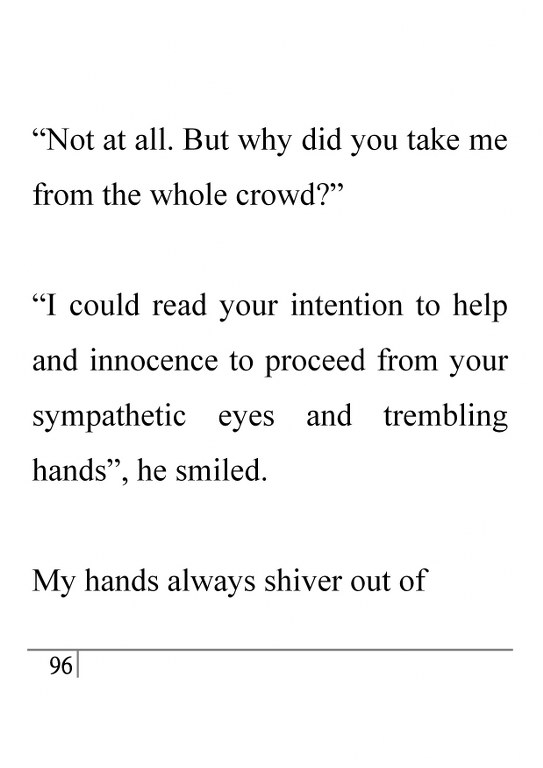 “Not at all. But why did you take me
from the whole crowd?”
“I could read your intention to help
and innocence to proceed from your
sympathetic eyes and trembling
hands”, he smiled.
My hands always shiver out of
96